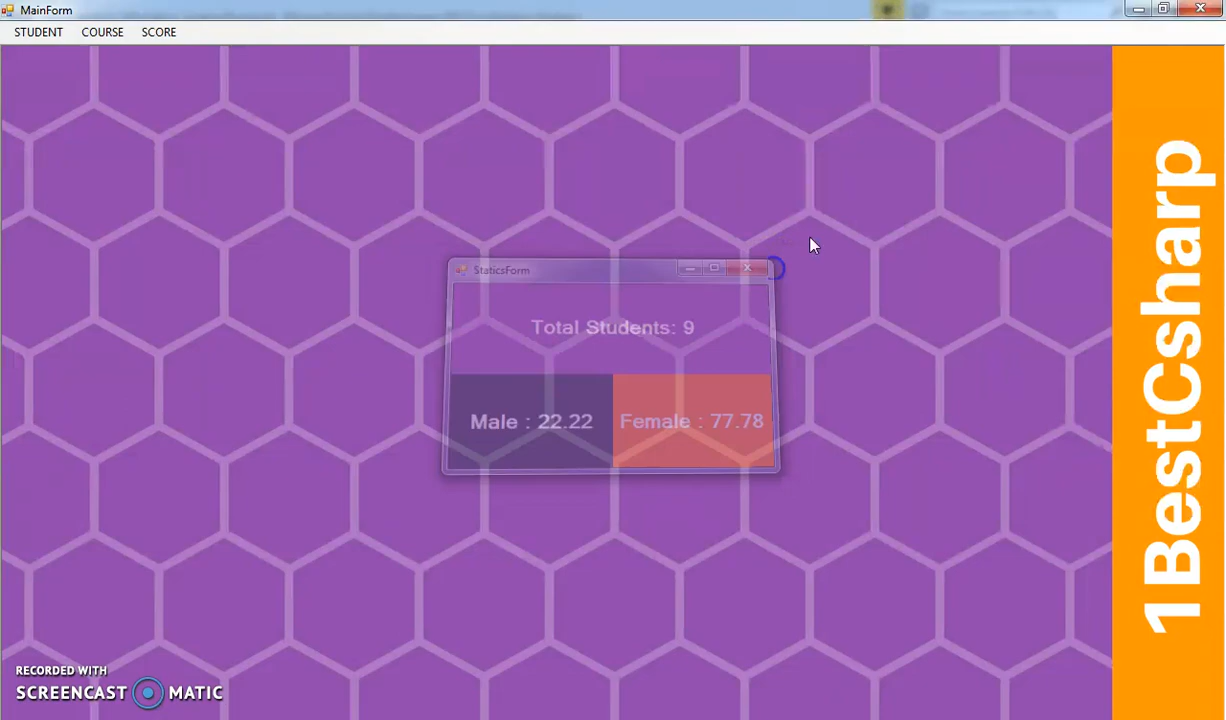 MainForm
STUDENT COURSE SCORE
StaticsForm
Total Students: 9
Male : 22.22 Female : 77.78
1BestCsharp
RECORDED WITH
SCREENCAST MATIC